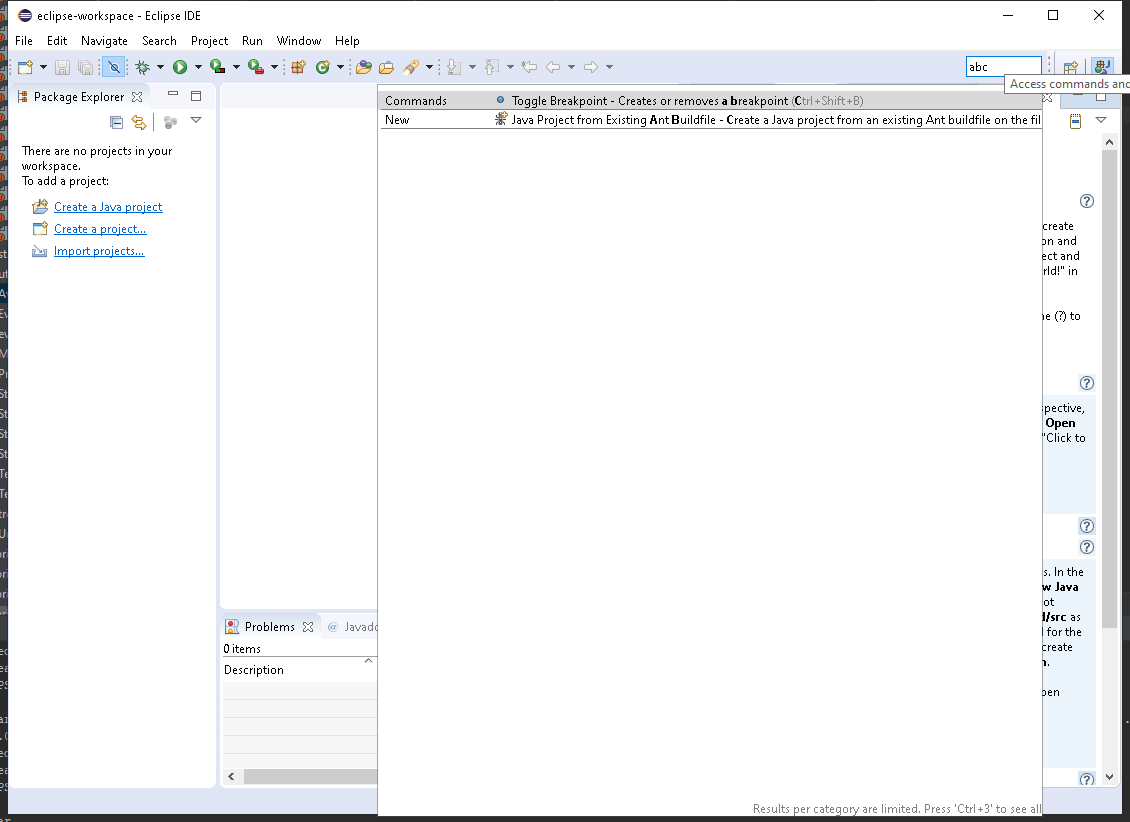 eclipse-workspace - Eclipse IDE
File Edit Navigate Search Project Run Window Help
abc
Access commands and
Package Explorer
There are no projects in your
workspace.
To add a project:
Create a Java project
Create a project...
Import projects...
Commands Toggle Breakpoint - Creates or removes a breakpoint (Ctrl+Shift+B)
New Java Project from Existing Ant Buildfile - Create a Java project from an existing Ant buildfile on the fil
create
on and
ect and
rld!" in
(?) to
spective,
Open
"Click to
s. In the
w Java
ot
d/src as
for the
create
n.
pen
Problems Javado
0 items
Description
Results per category are limited. Press 'Ctrl+3' to see all